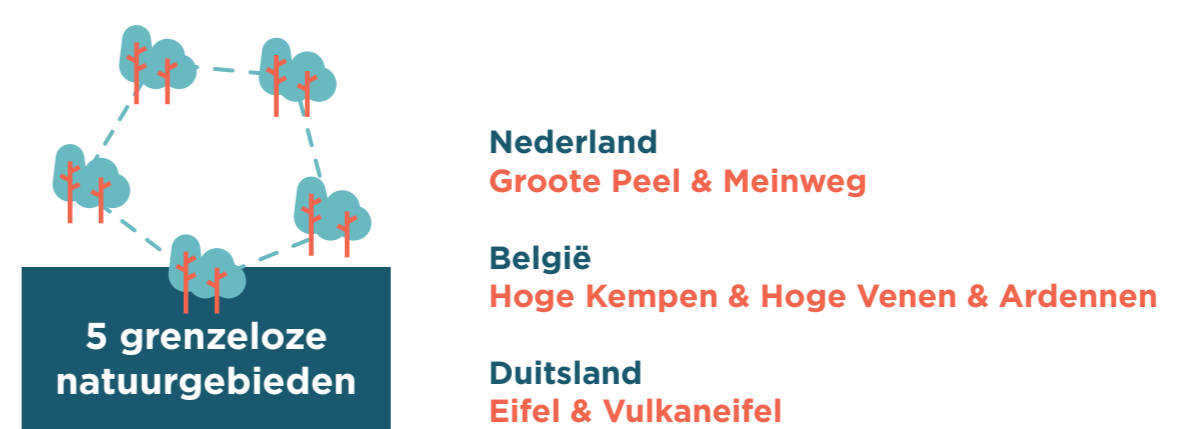 5 grenzeloze
natuurgebieden
Nederland
Groote Peel & Meinweg
België
Hoge Kempen & Hoge Venen & Ardennen
Duitsland
Eifel & Vulkaneifel